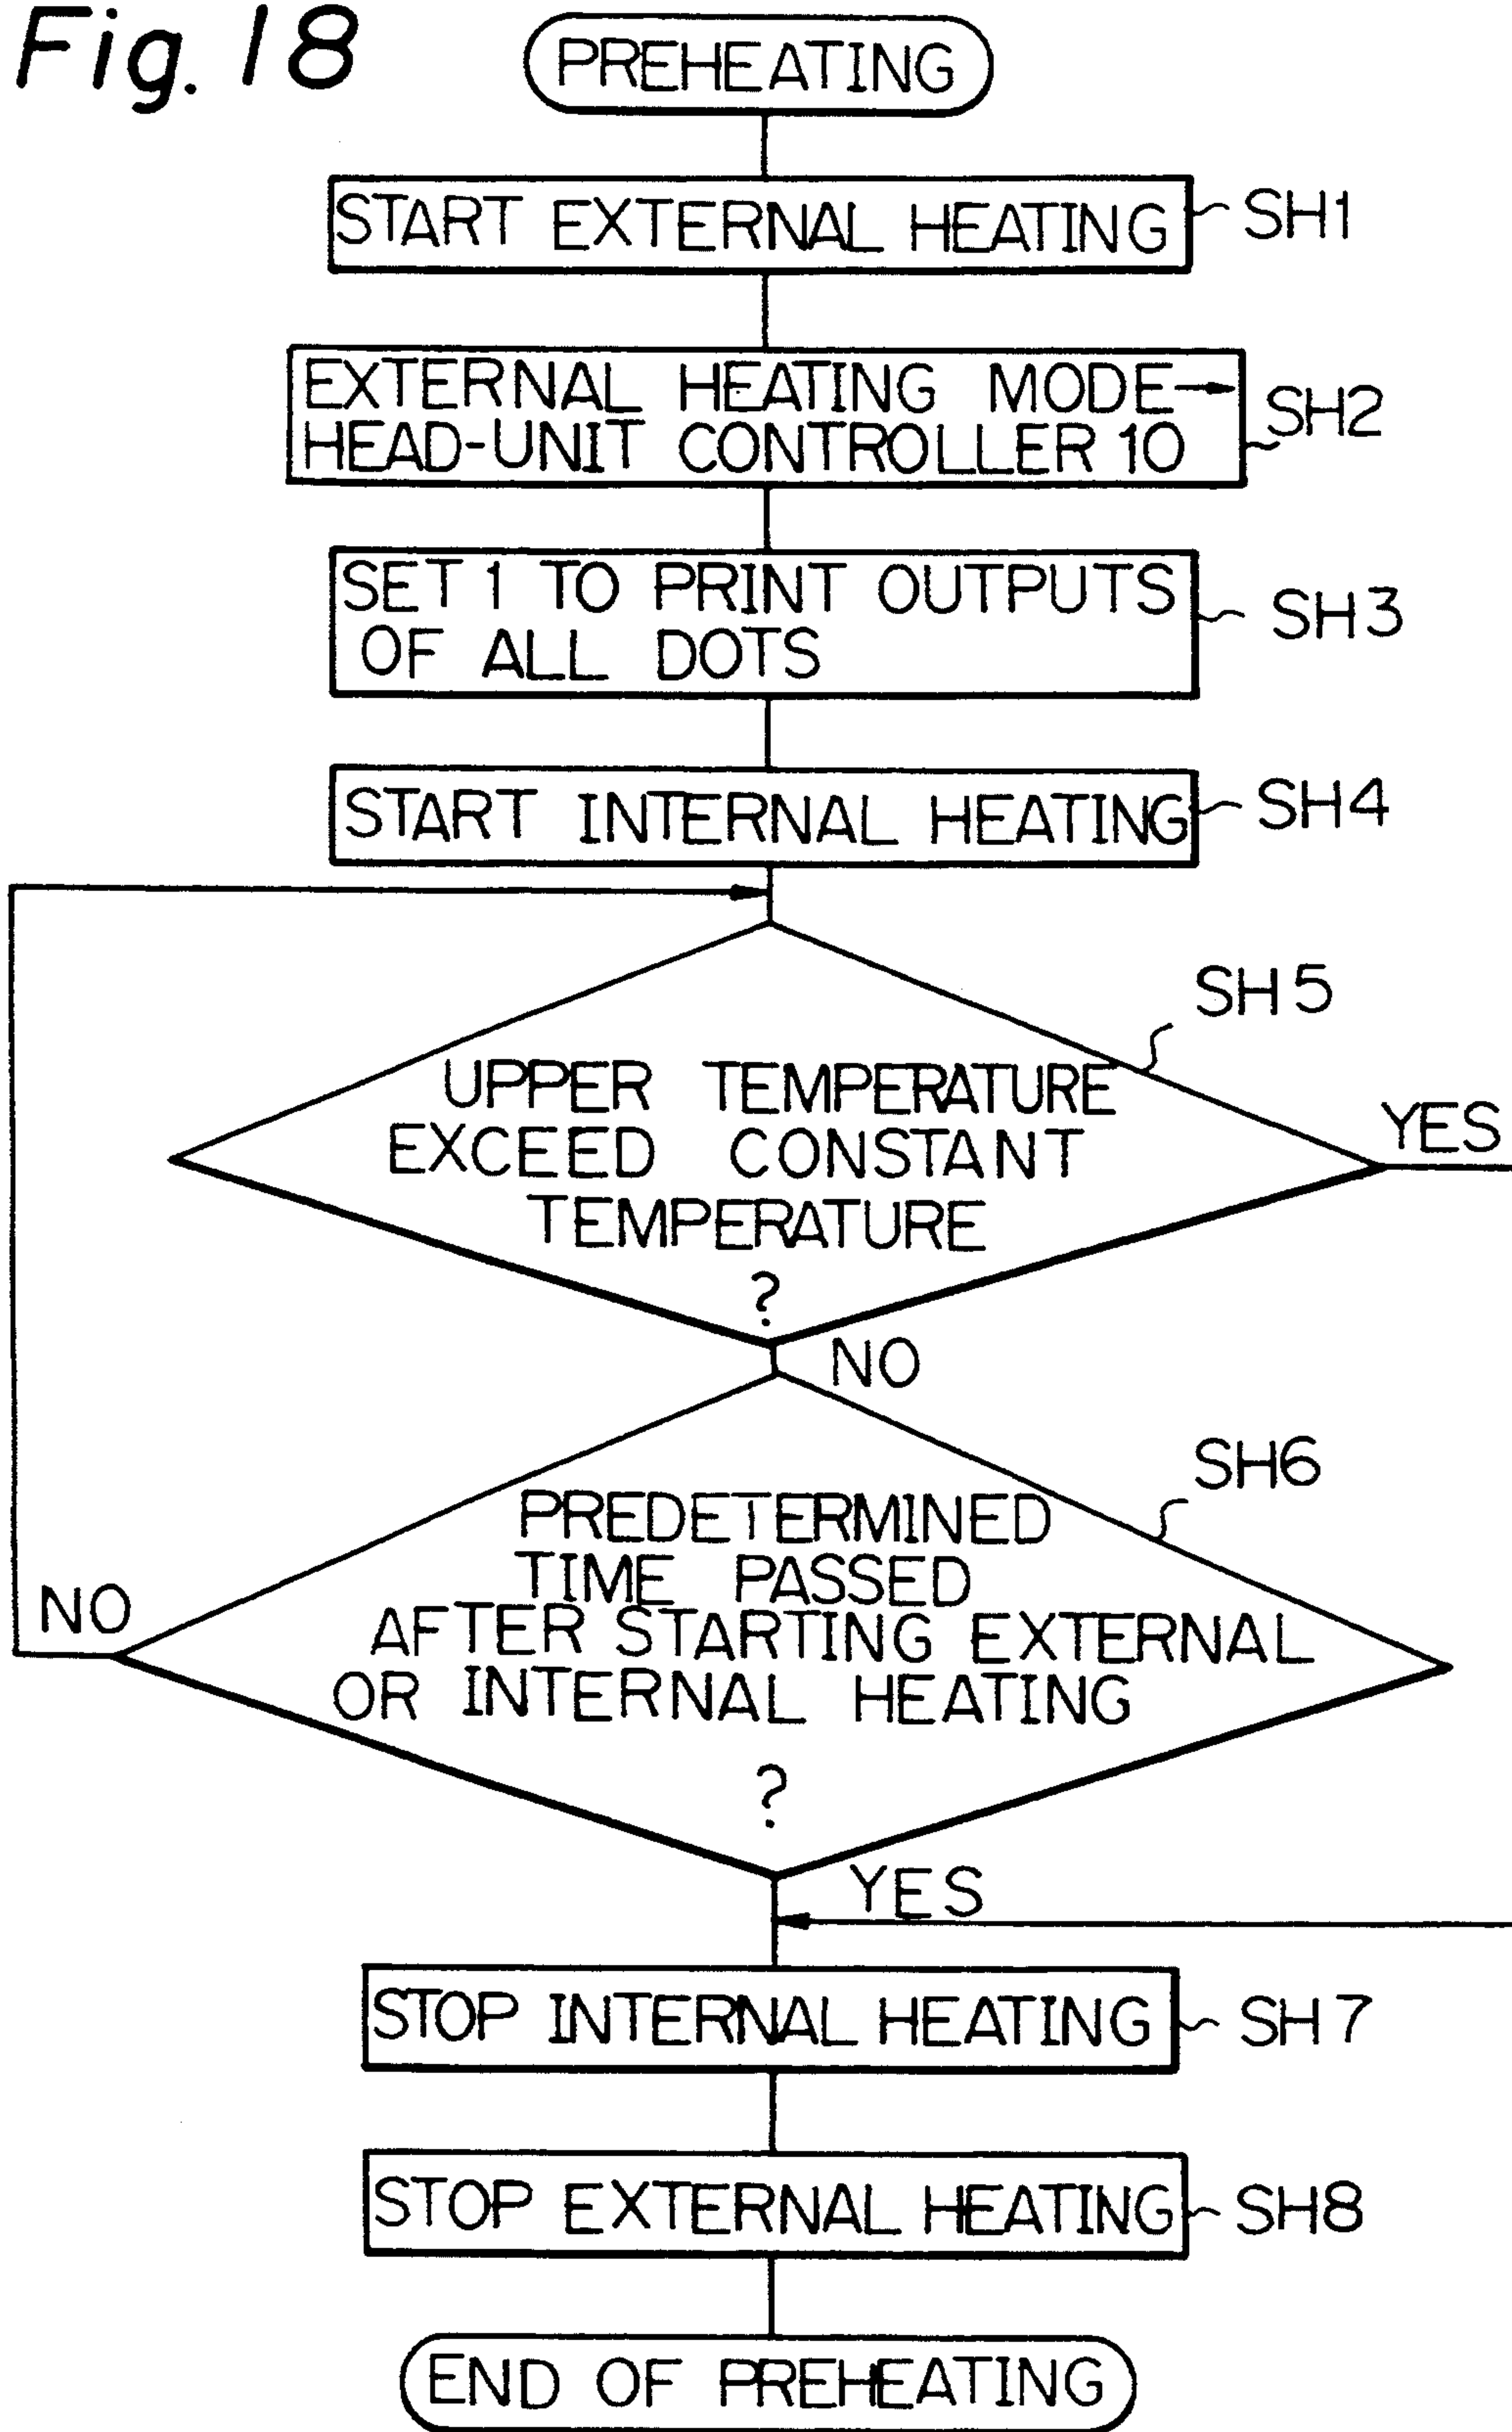 Fig. 18
PREHEATING
START EXTERNAL HEATING
SH1
EXTERNAL HEATING MODE→
HEAD-UNIT CONTROLLER 10
SH2
SET 1 TO PRINT OUTPUTS
OF ALL DOTS
SH3
START INTERNAL HEATING
SH4
SH5
UPPER TEMPERATURE
EXCEED CONSTANT
TEMPERATURE
?
YES
NO
SH6
PREDETERMINED
TIME PASSED
AFTER STARTING EXTERNAL
OR INTERNAL HEATING
?
NO
YES
STOP INTERNAL HEATING
SH7
STOP EXTERNAL HEATING
SH8
END OF PREHEATING